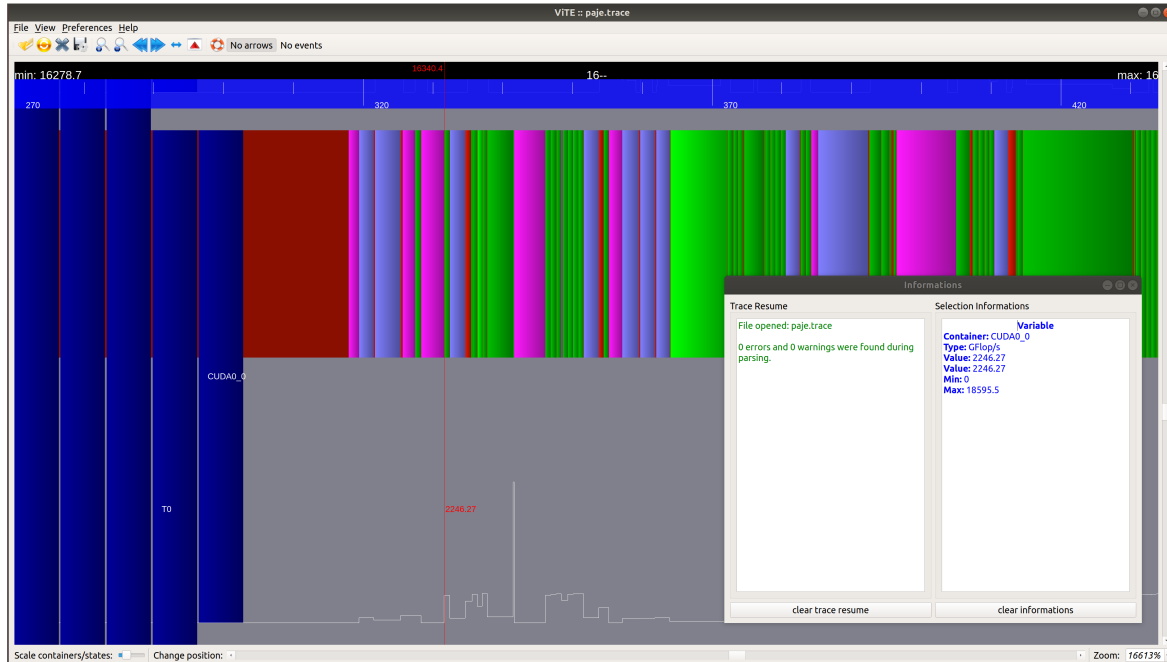 ViTE :: paje.trace
File View Preferences Help
No arrows No events
min: 16278.7 16340.4 16-- max: 16
270 320 370 420
CUDA0_0
T0
2246.27
Informations
Trace Resume
File opened: paje.trace
0 errors and 0 warnings were found during
parsing.
clear trace resume
Selection Informations
Variable
Container: CUDA0_0
Type: GFlop/s
Value: 2246.27
Value: 2246.27
Min: 0
Max: 18595.5
clear informations
Scale containers/states: Change position: Zoom: 16613%